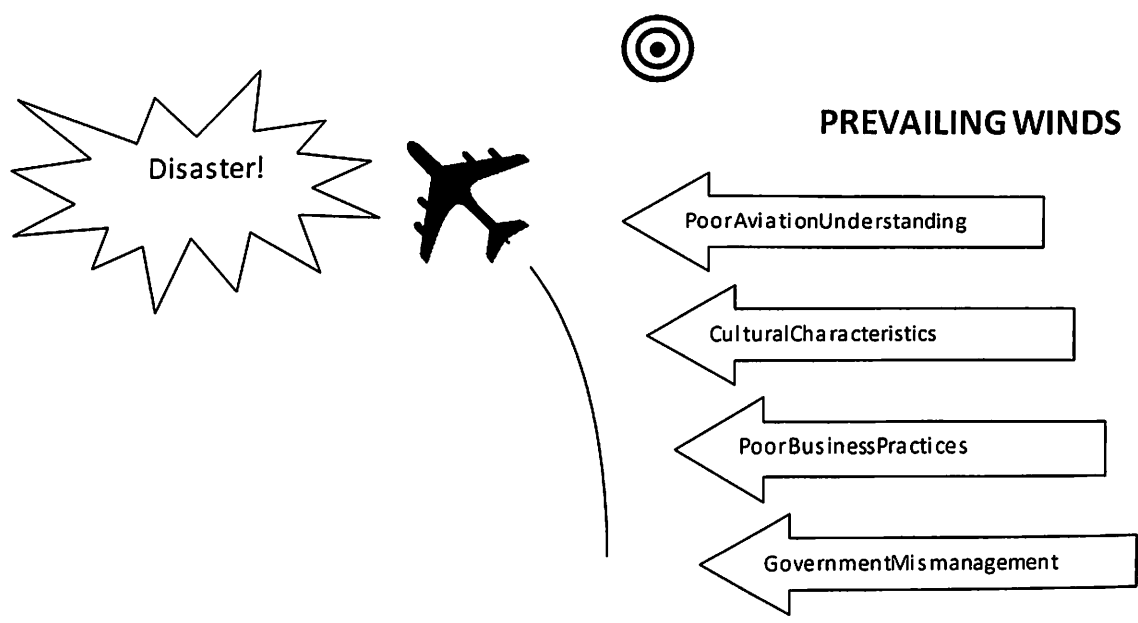 PREVAILING WINDS
Disaster!
PoorAviationUnderstanding
CulturalCharacteristics
PoorBusinessPractices
GovernmentMismanagement